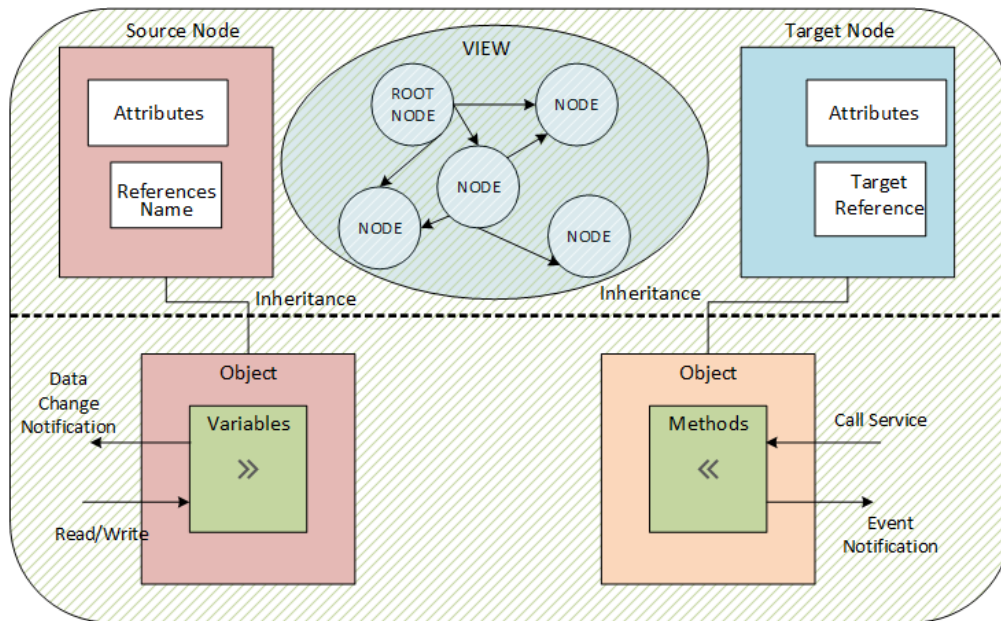 Source Node
VIEW
Target Node
Attributes
References
Name
ROOT
NODE
NODE
NODE
NODE
NODE
Attributes
Target
Reference
Inheritance
Inheritance
Object
Variables
Data
Change
Notification
Read/Write
Object
Methods
Call Service
Event
Notification